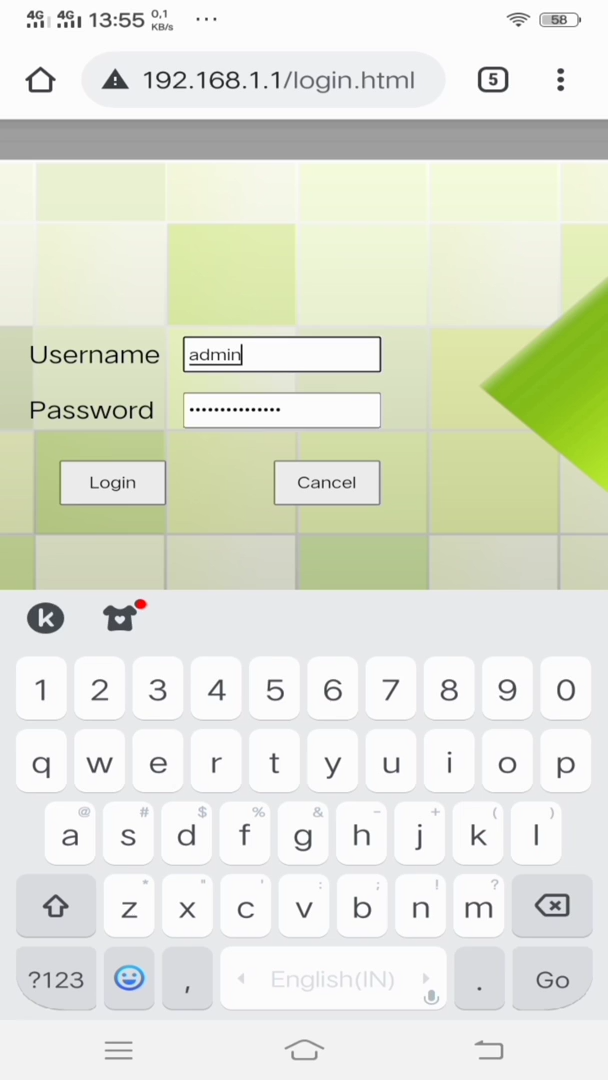 4G 4G 13:55 0,1 KB/s ... 58
192.168.1.1/login.html 5
Username admin
Password •••••••••••••••
Login Cancel
k
1 2 3 4 5 6 7 8 9 0
q w e r t y u i o p
@ # $ % & - + ( )
a s d f g h j k l
* " ' : ; ! ?
z x c v b n m
?123 , English(IN) . Go